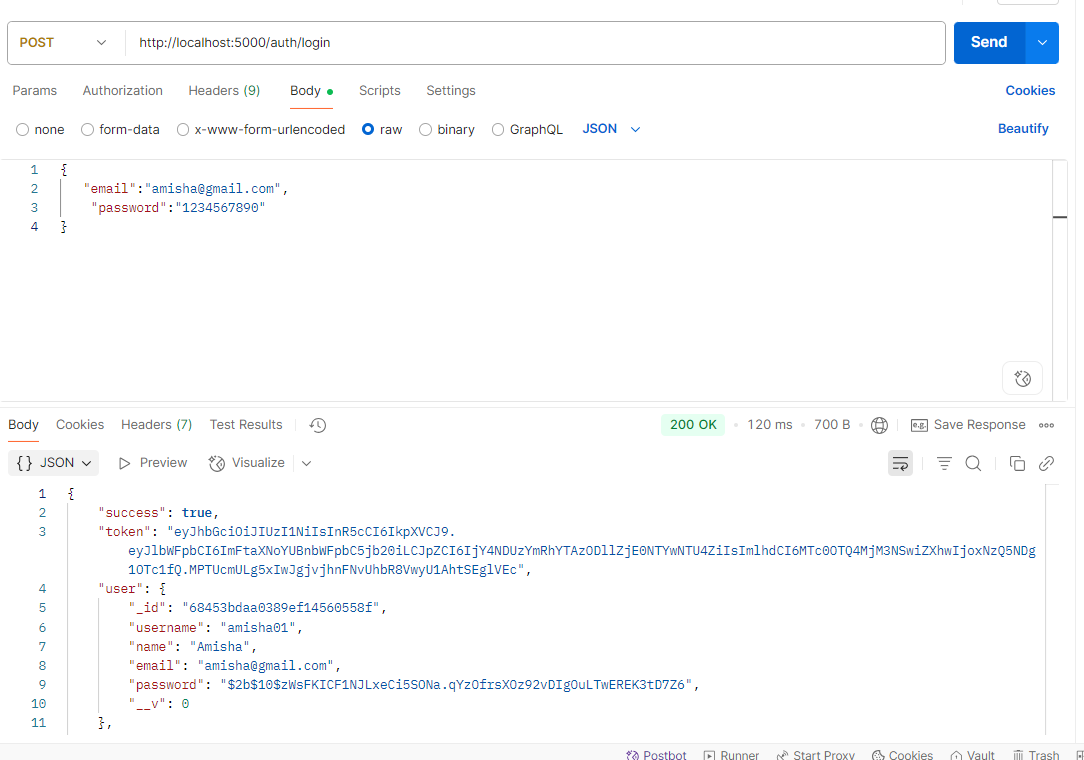 POST http://localhost:5000/auth/login Send
Params Authorization Headers (9) Body Scripts Settings Cookies
none form-data x-www-form-urlencoded raw binary GraphQL JSON Beautify
1 {
2 "email":"amisha@gmail.com",
3 "password":"1234567890"
4 }
Body Cookies Headers (7) Test Results 200 OK 120 ms 700 B e.g. Save Response
{} JSON Preview Visualize
1 {
2 "success": true,
3 "token": "eyJhbGciOiJIUzI1NiIsInR5cCI6IkpXVCJ9.
eyJlbWFpbCI6ImFtaXNoYUBnbWFpbC5jb20iLCJpZCI6IjY4NDUzYmRhYTAzODllZjE0NTYwNTU4ZiIsImlhdCI6MTc0OTQ4MjM3NSwiZXhwIjoxNzQ5NDg
1OTc1fQ.MPTUcmULg5xIwJgjvjhnFNvUhbR8VwyU1AhtSEglVEc",
4 "user": {
5 "_id": "68453bdaa0389ef14560558f",
6 "username": "amisha01",
7 "name": "Amisha",
8 "email": "amisha@gmail.com",
9 "password": "$2b$10$zWsFKICF1NJLxeCi5SONa.qYzOfrsXOz92vDIgOuLTwEREK3tD7Z6",
10 "__v": 0
11 },
Postbot Runner Start Proxy Cookies Vault Trash